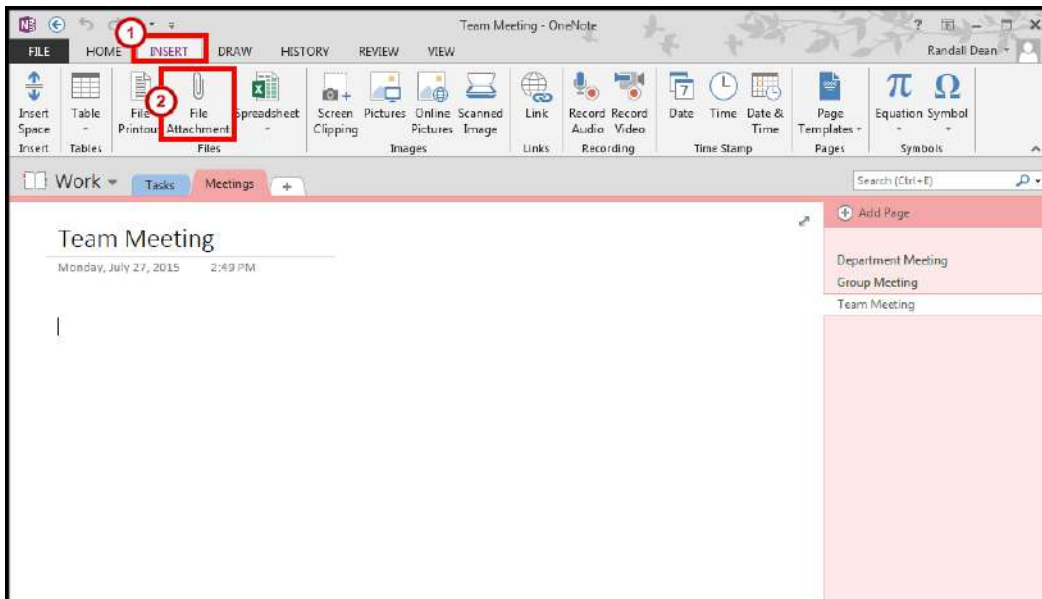 Team Meeting - OneNote
?
1
FILE HOME INSERT DRAW HISTORY REVIEW VIEW Randall Dean
2
Insert Space
Table
File Printout
File Attachment
Spreadsheet
Screen Clipping
Pictures
Online Pictures
Scanned Image
Link
Record Audio
Record Video
7
Date
Time
Date & Time
Page Templates
π
Equation
Ω
Symbol
Insert Tables Files Images Links Recording Time Stamp Pages Symbols
Work Tasks Meetings + Search (Ctrl+E)
Add Page
Team Meeting
Monday, July 27, 2015 2:49 PM
Department Meeting
Group Meeting
Team Meeting